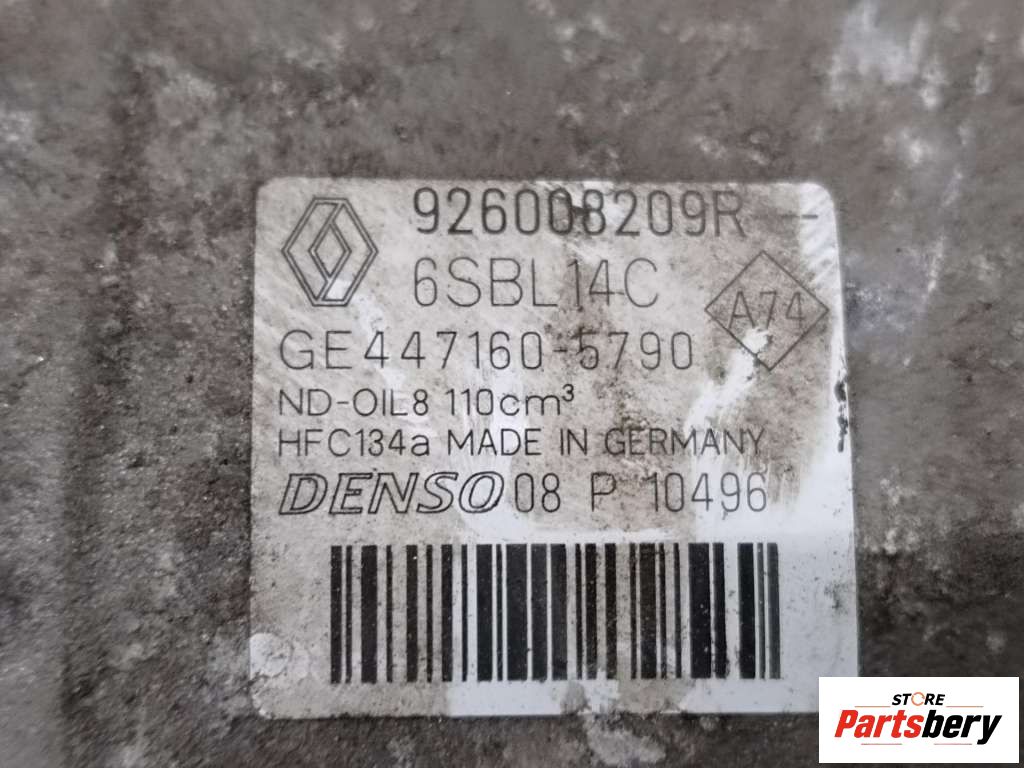 926008209R--
6SBL14C
A74
GE447160-5790
ND-OIL8 110cm³
HFC134a MADE IN GERMANY
DENSO 08 P 10496
STORE
Partsbery